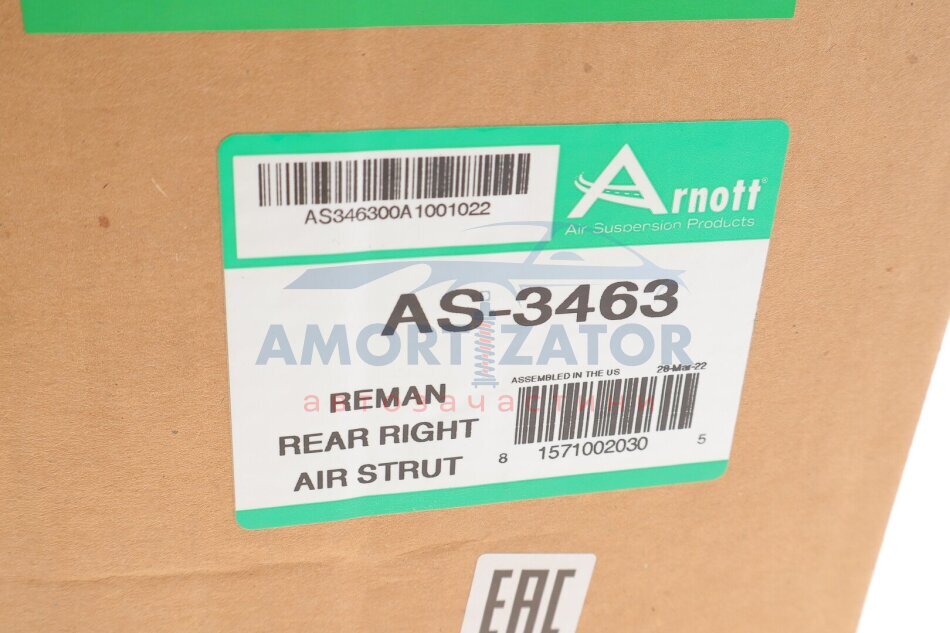 AS346300A1001022
Arnott®
Air Suspension Products
AS-3463
AMORTIZATOR
автозапчастини
REMAN
REAR RIGHT
AIR STRUT
ASSEMBLED IN THE US
28-Mar-22
8 1571002030 5
EAC